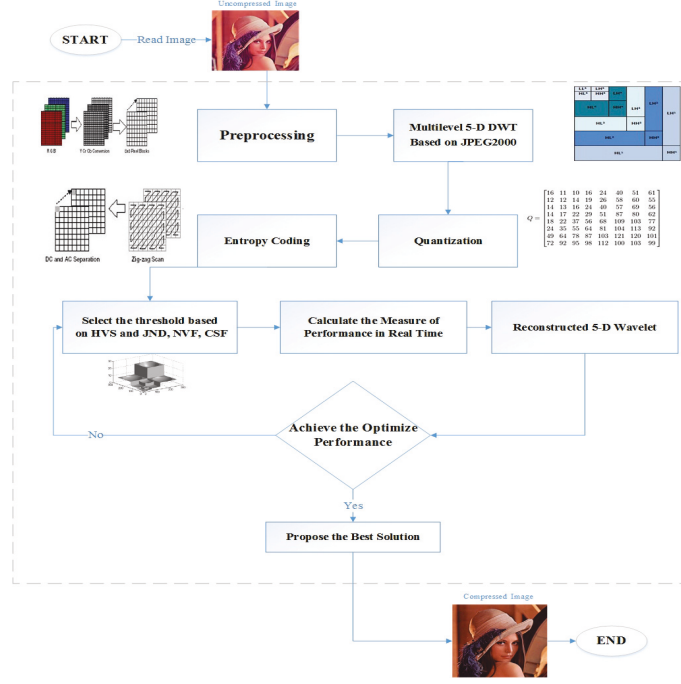 Uncompressed Image
START
Read Image
Preprocessing
Multilevel 5-D DWT
Based on JPEG2000
R G B
Y Cr Cb Conversion
8x8 Pixel Blocks
DC and AC Separation
Zig-zag Scan
Entropy Coding
Quantization
Q =
16 11 10 16 24 40 51 61
12 12 14 19 26 58 60 55
14 13 16 24 40 57 69 56
14 17 22 29 51 87 80 62
18 22 37 56 68 109 103 77
24 35 55 64 81 104 113 92
49 64 78 87 103 121 120 101
72 92 95 98 112 100 103 99
Select the threshold based
on HVS and JND, NVF, CSF
Calculate the Measure of
Performance in Real Time
Reconstructed 5-D Wavelet
Achieve the Optimize
Performance
No
Yes
Propose the Best Solution
Compressed Image
END